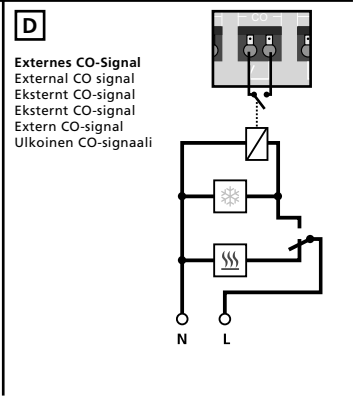 D
CO
Externes CO-Signal
External CO signal
Eksternt CO-signal
Eksternt CO-signal
Extern CO-signal
Ulkoinen CO-signaali
N L